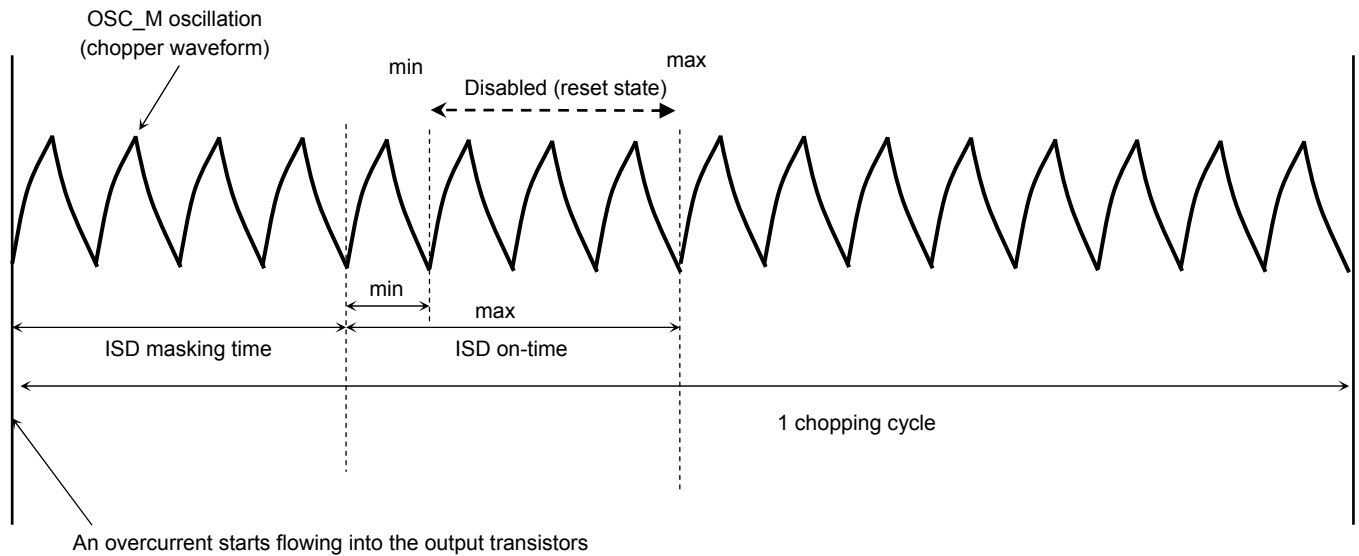 OSC_M oscillation
(chopper waveform)
min
max
Disabled (reset state)
min
max
ISD masking time
ISD on-time
1 chopping cycle
An overcurrent starts flowing into the output transistors